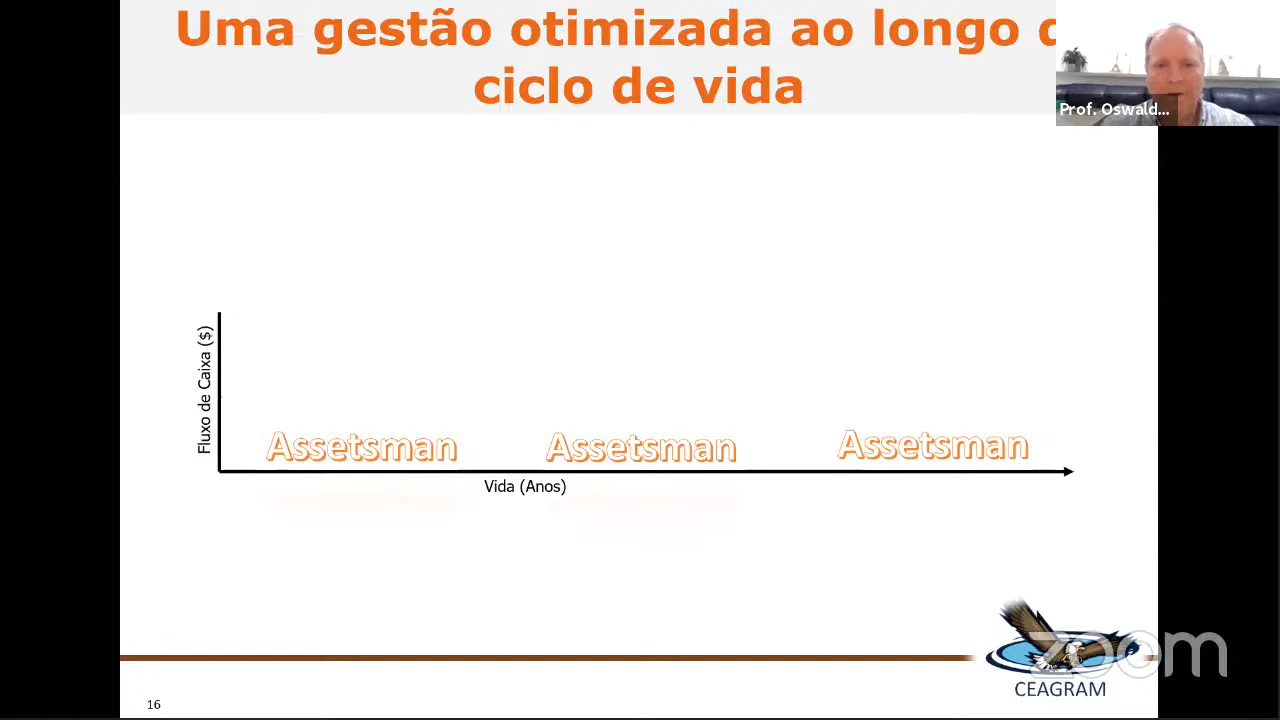 Uma gestão otimizada ao longo
ciclo de vida
Prof. Oswald...
Fluxo de Caixa ($)
Assetsman Assetsman Assetsman
Vida (Anos)
zoom
CEAGRAM
16